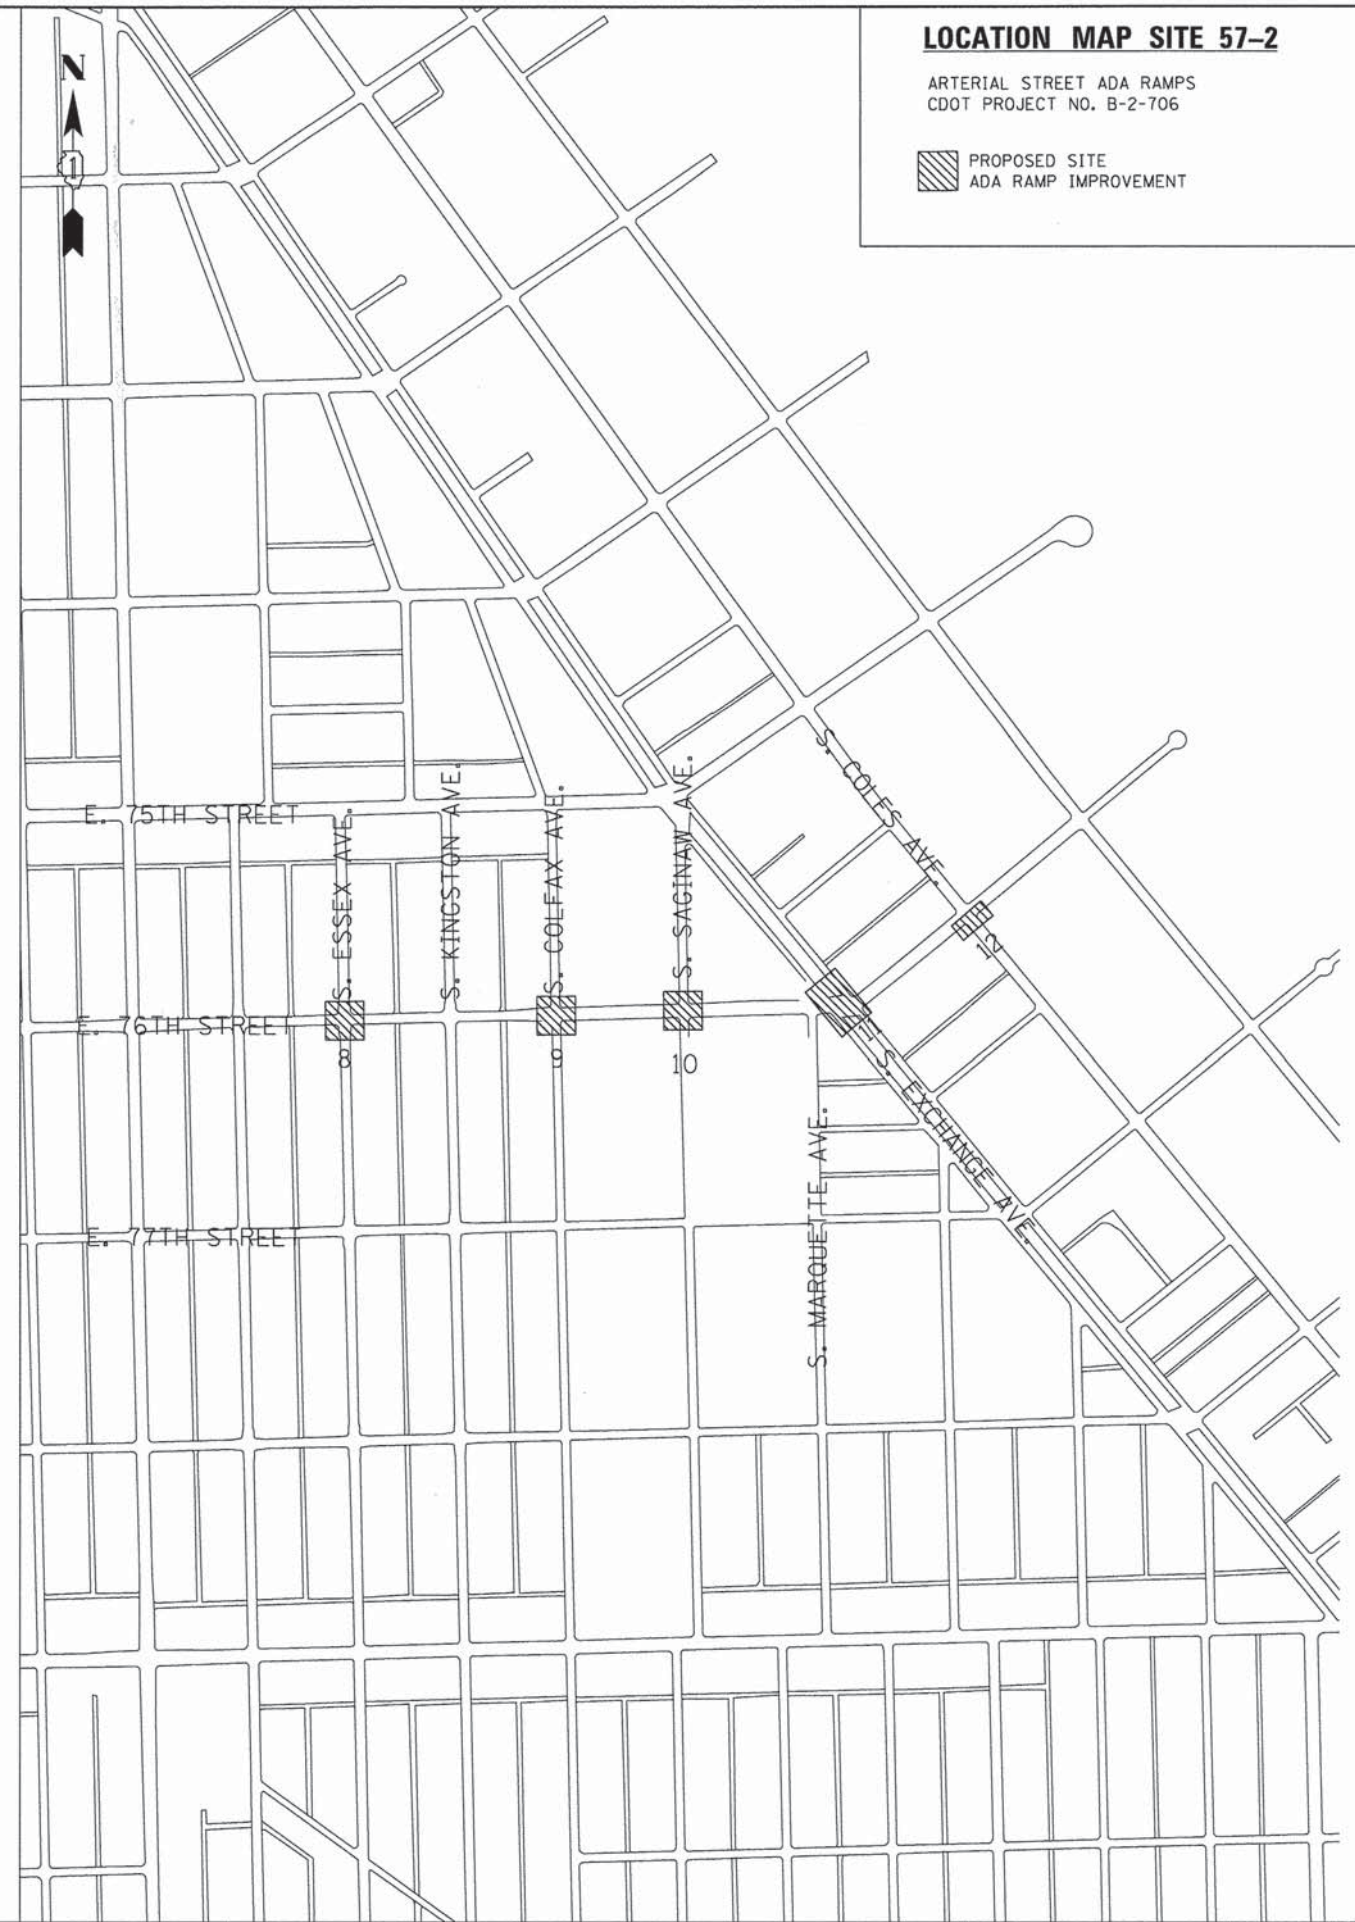 LOCATION MAP SITE 57–2
ARTERIAL STREET ADA RAMPS
CDOT PROJECT NO. B-2-706
PROPOSED SITE
ADA RAMP IMPROVEMENT
N
1
S. COLES AVE.
E. 75TH STREET
S. ESSEX AVE.
S. KINGSTON AVE.
S. COLFAX AVE.
S. SAGINAW AVE.
12
E. 76TH STREET
8
9
10
11
S. EXCHANGE AVE.
S. MARQUETTE AVE.
E. 77TH STREET